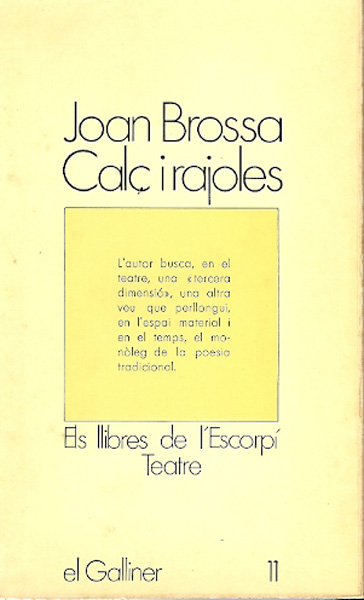 Joan Brossa
Calç i rajoles
L'autor busca, en el
teatre, una «tercera
dimensió», una altra
veu que perllongui,
en l'espai material i
en el temps, el mo-
nòleg de la poesia
tradicional.
Els llibres de l'Escorpí
Teatre
el Galliner 11